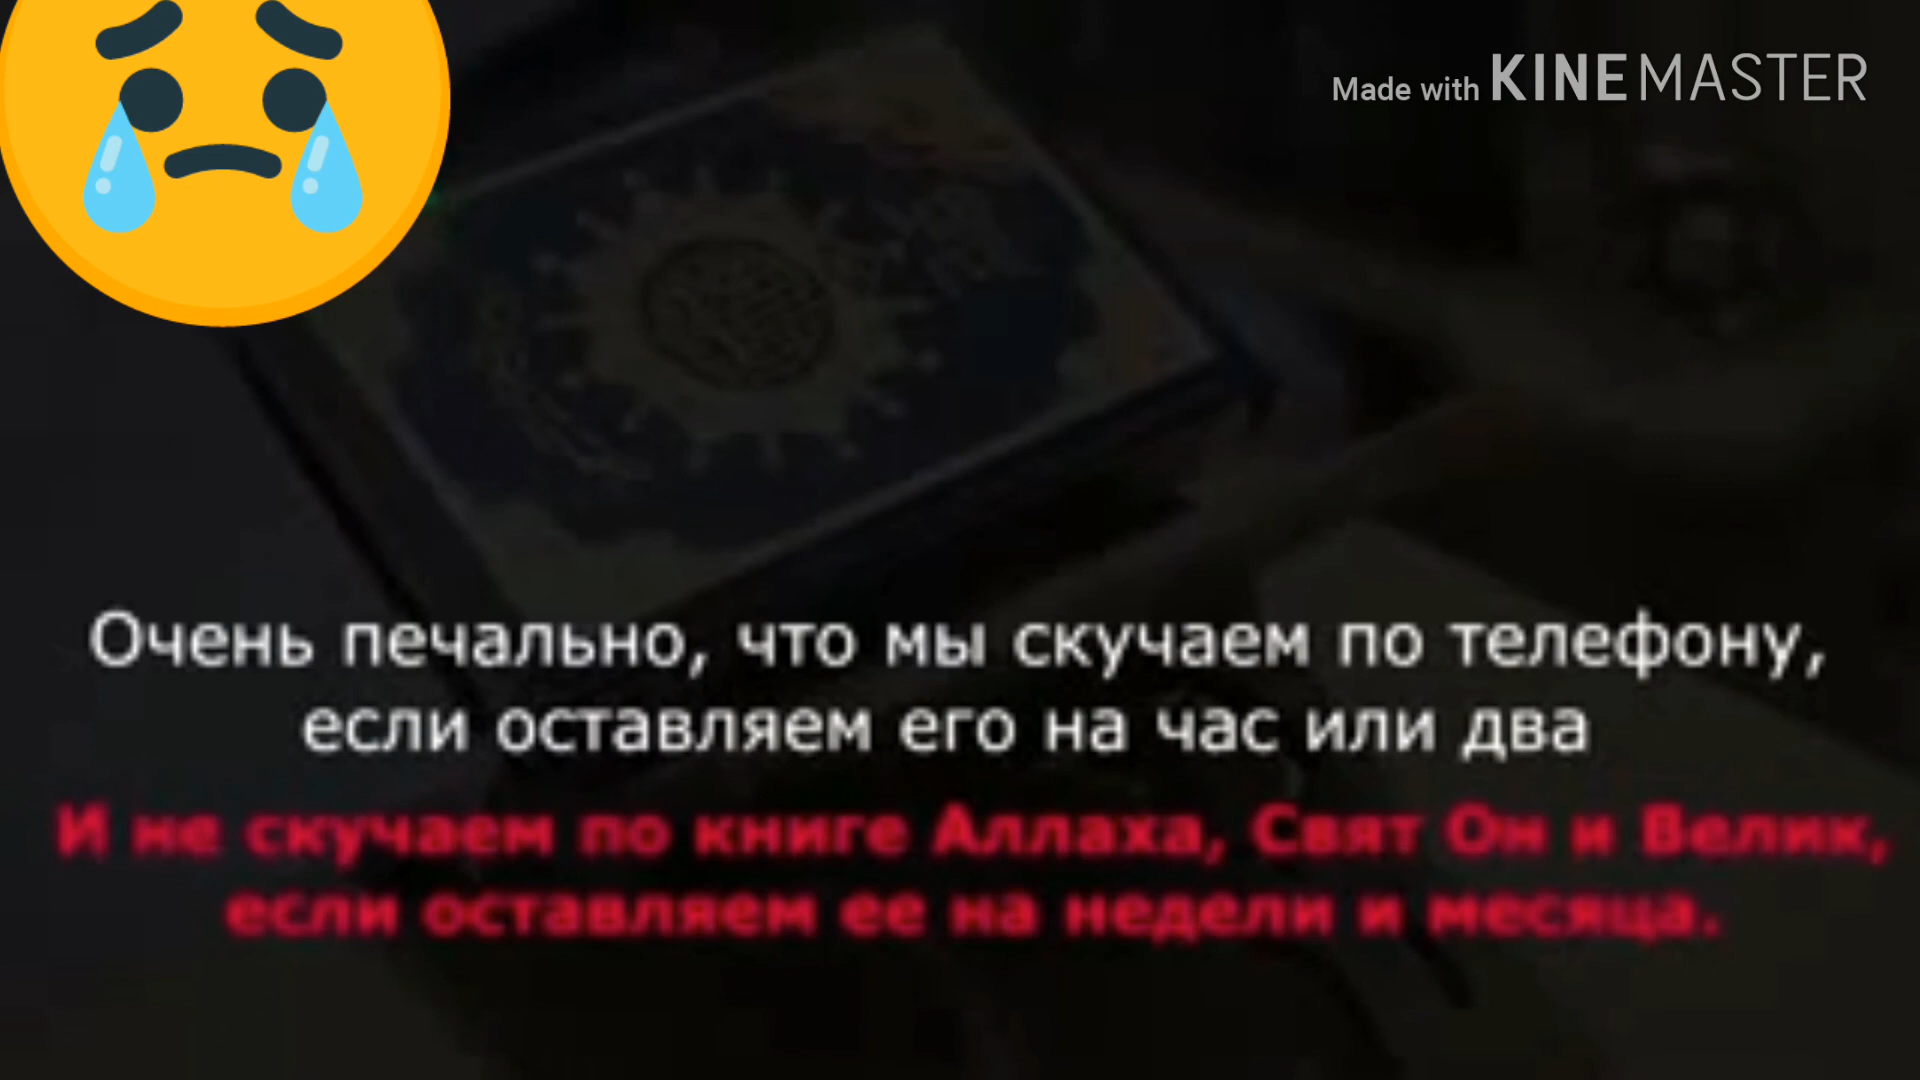 Made with KINEMASTER
Очень печально, что мы скучаем по телефону,
если оставляем его на час или два
И не скучаем по книге Аллаха, Свят Он и Велик,
если оставляем ее на недели и месяца.